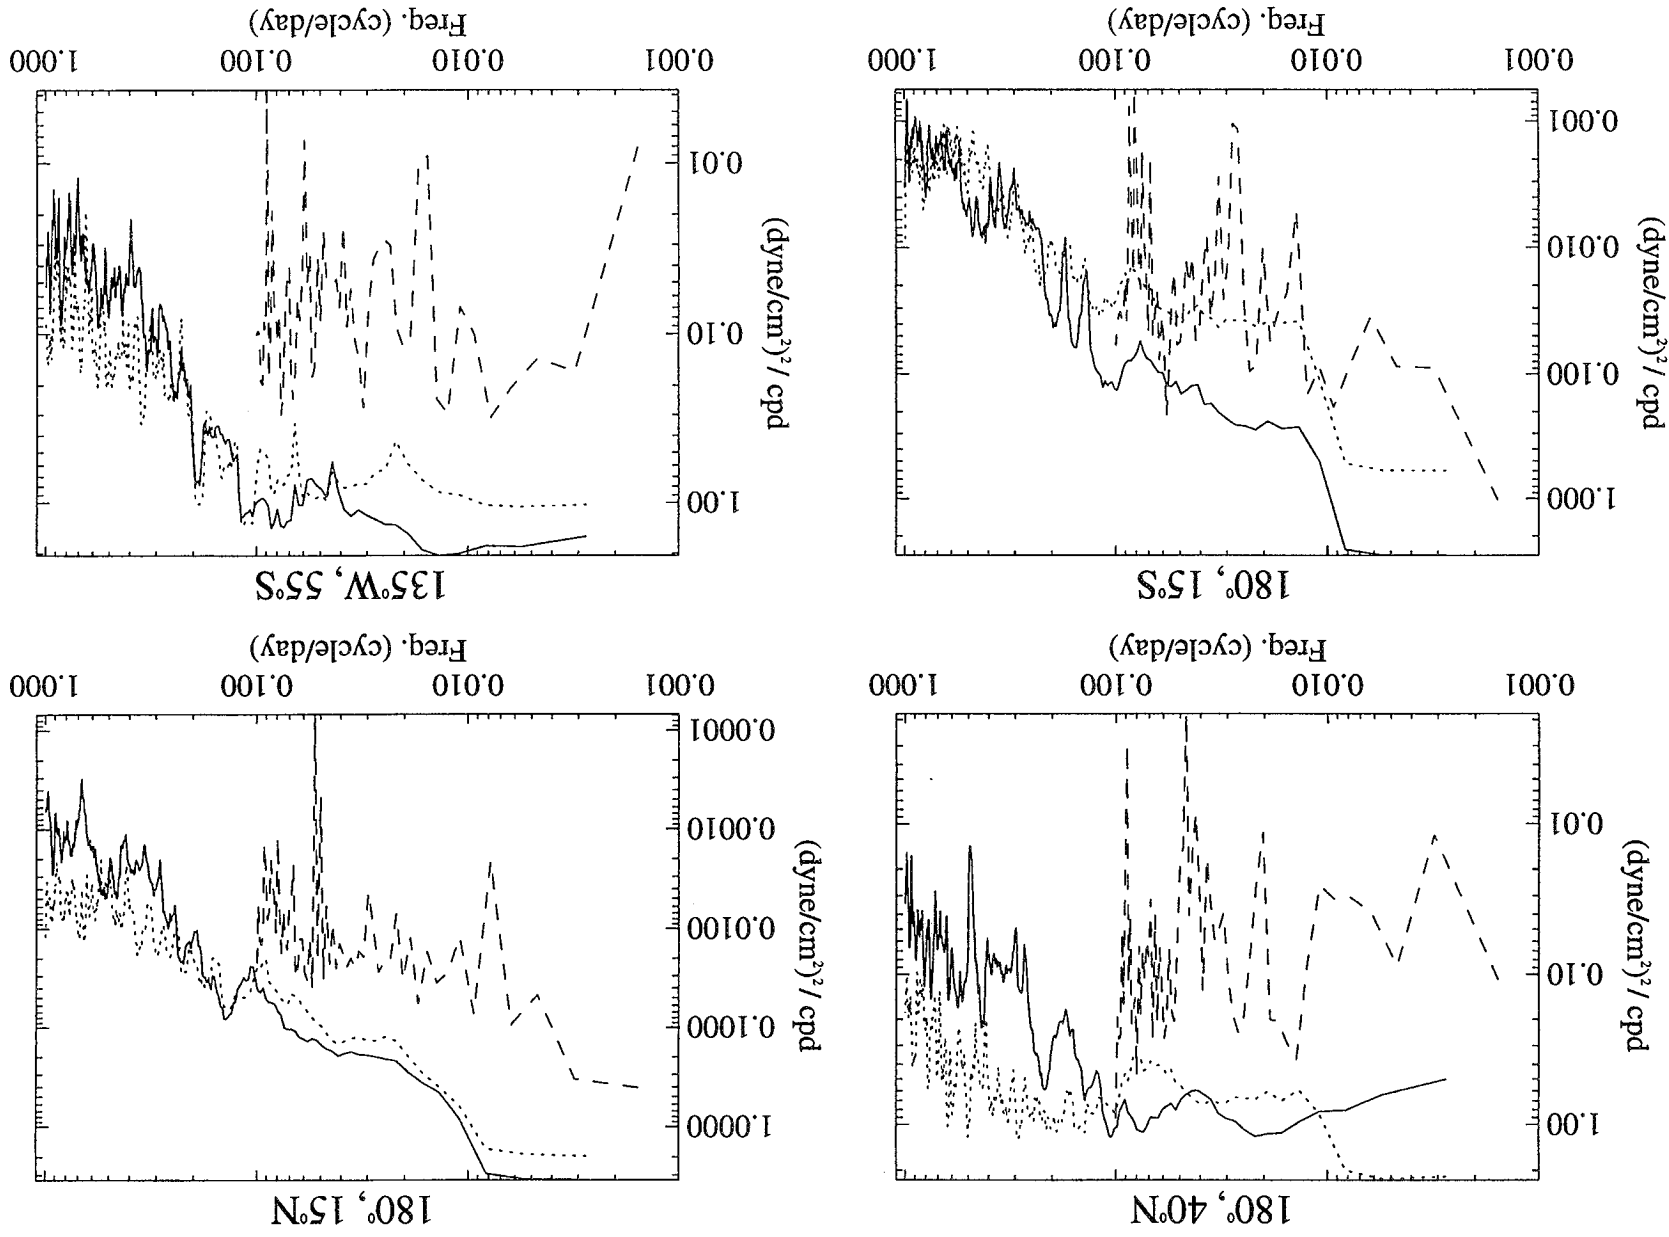 180°, 40°N
(dyne/cm²)² / cpd
1.00
0.10
0.01
0.001 0.010 0.100 1.000
Freq. (cycle/day)
180°, 15°N
(dyne/cm²)² / cpd
1.0000
0.1000
0.0100
0.0010
0.0001
0.001 0.010 0.100 1.000
Freq. (cycle/day)
180°, 15°S
(dyne/cm²)² / cpd
1.000
0.100
0.010
0.001
0.001 0.010 0.100 1.000
Freq. (cycle/day)
135°W, 55°S
(dyne/cm²)² / cpd
1.00
0.10
0.01
0.001 0.010 0.100 1.000
Freq. (cycle/day)